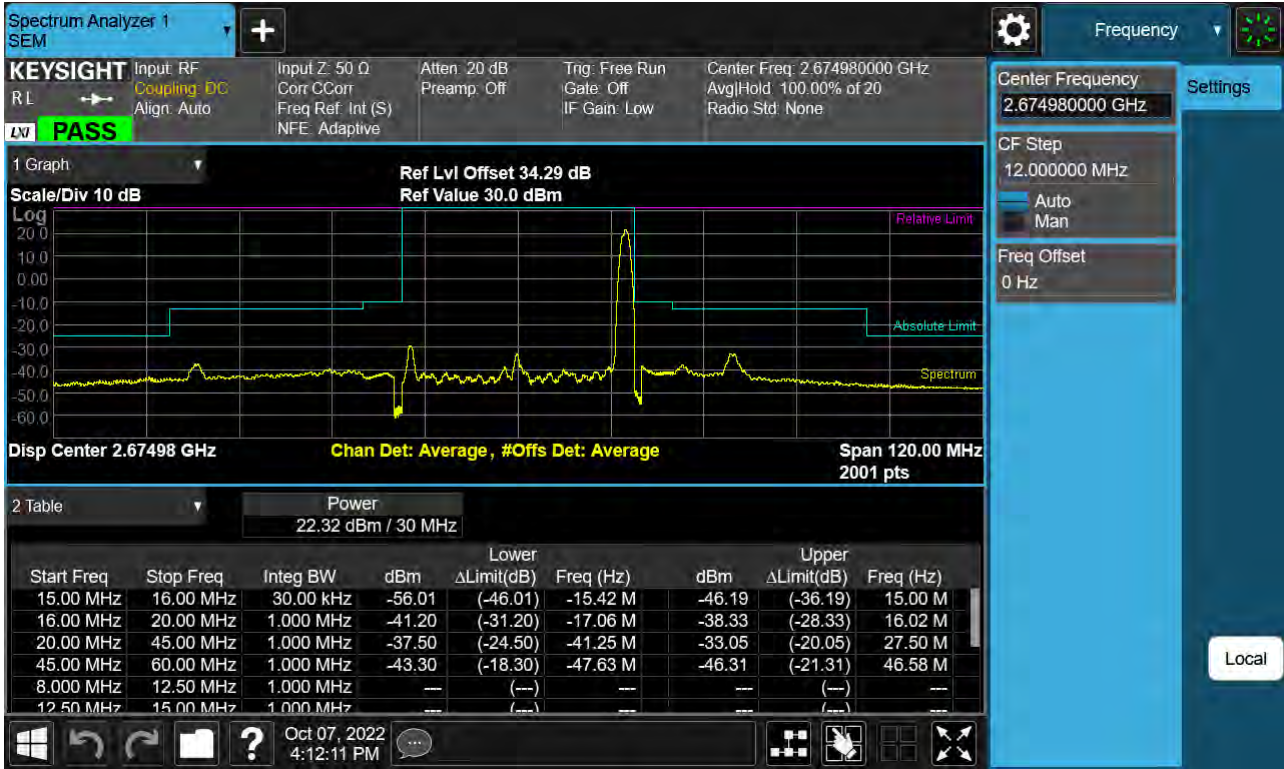 Spectrum Analyzer 1
SEM
Frequency
KEYSIGHT
R L
LXI
PASS
Input: RF
Coupling: DC
Align: Auto
Input Z: 50 Ω
Corr CCorr
Freq Ref: Int (S)
NFE: Adaptive
Atten: 20 dB
Preamp: Off
Trig: Free Run
Gate: Off
IF Gain: Low
Center Freq: 2.674980000 GHz
Avg|Hold: 100.00% of 20
Radio Std: None
Center Frequency
2.674980000 GHz
Settings
CF Step
12.000000 MHz
Auto
Man
Freq Offset
0 Hz
1 Graph
Scale/Div 10 dB
Ref Lvl Offset 34.29 dB
Ref Value 30.0 dBm
Log
20.0
10.0
0.00
-10.0
-20.0
-30.0
-40.0
-50.0
-60.0
Relative Limit
Absolute Limit
Spectrum
Disp Center 2.67498 GHz
Chan Det: Average , #Offs Det: Average
Span 120.00 MHz
2001 pts
2 Table
Power
22.32 dBm / 30 MHz
Lower Upper
Start Freq Stop Freq Integ BW dBm ΔLimit(dB) Freq (Hz) dBm ΔLimit(dB) Freq (Hz)
15.00 MHz 16.00 MHz 30.00 kHz -56.01 (-46.01) -15.42 M -46.19 (-36.19) 15.00 M
16.00 MHz 20.00 MHz 1.000 MHz -41.20 (-31.20) -17.06 M -38.33 (-28.33) 16.02 M
20.00 MHz 45.00 MHz 1.000 MHz -37.50 (-24.50) -41.25 M -33.05 (-20.05) 27.50 M
45.00 MHz 60.00 MHz 1.000 MHz -43.30 (-18.30) -47.63 M -46.31 (-21.31) 46.58 M
8.000 MHz 12.50 MHz 1.000 MHz --- (---) --- --- (---) ---
12.50 MHz 15.00 MHz 1.000 MHz --- (---) --- --- (---) ---
Local
?
Oct 07, 2022
4:12:11 PM